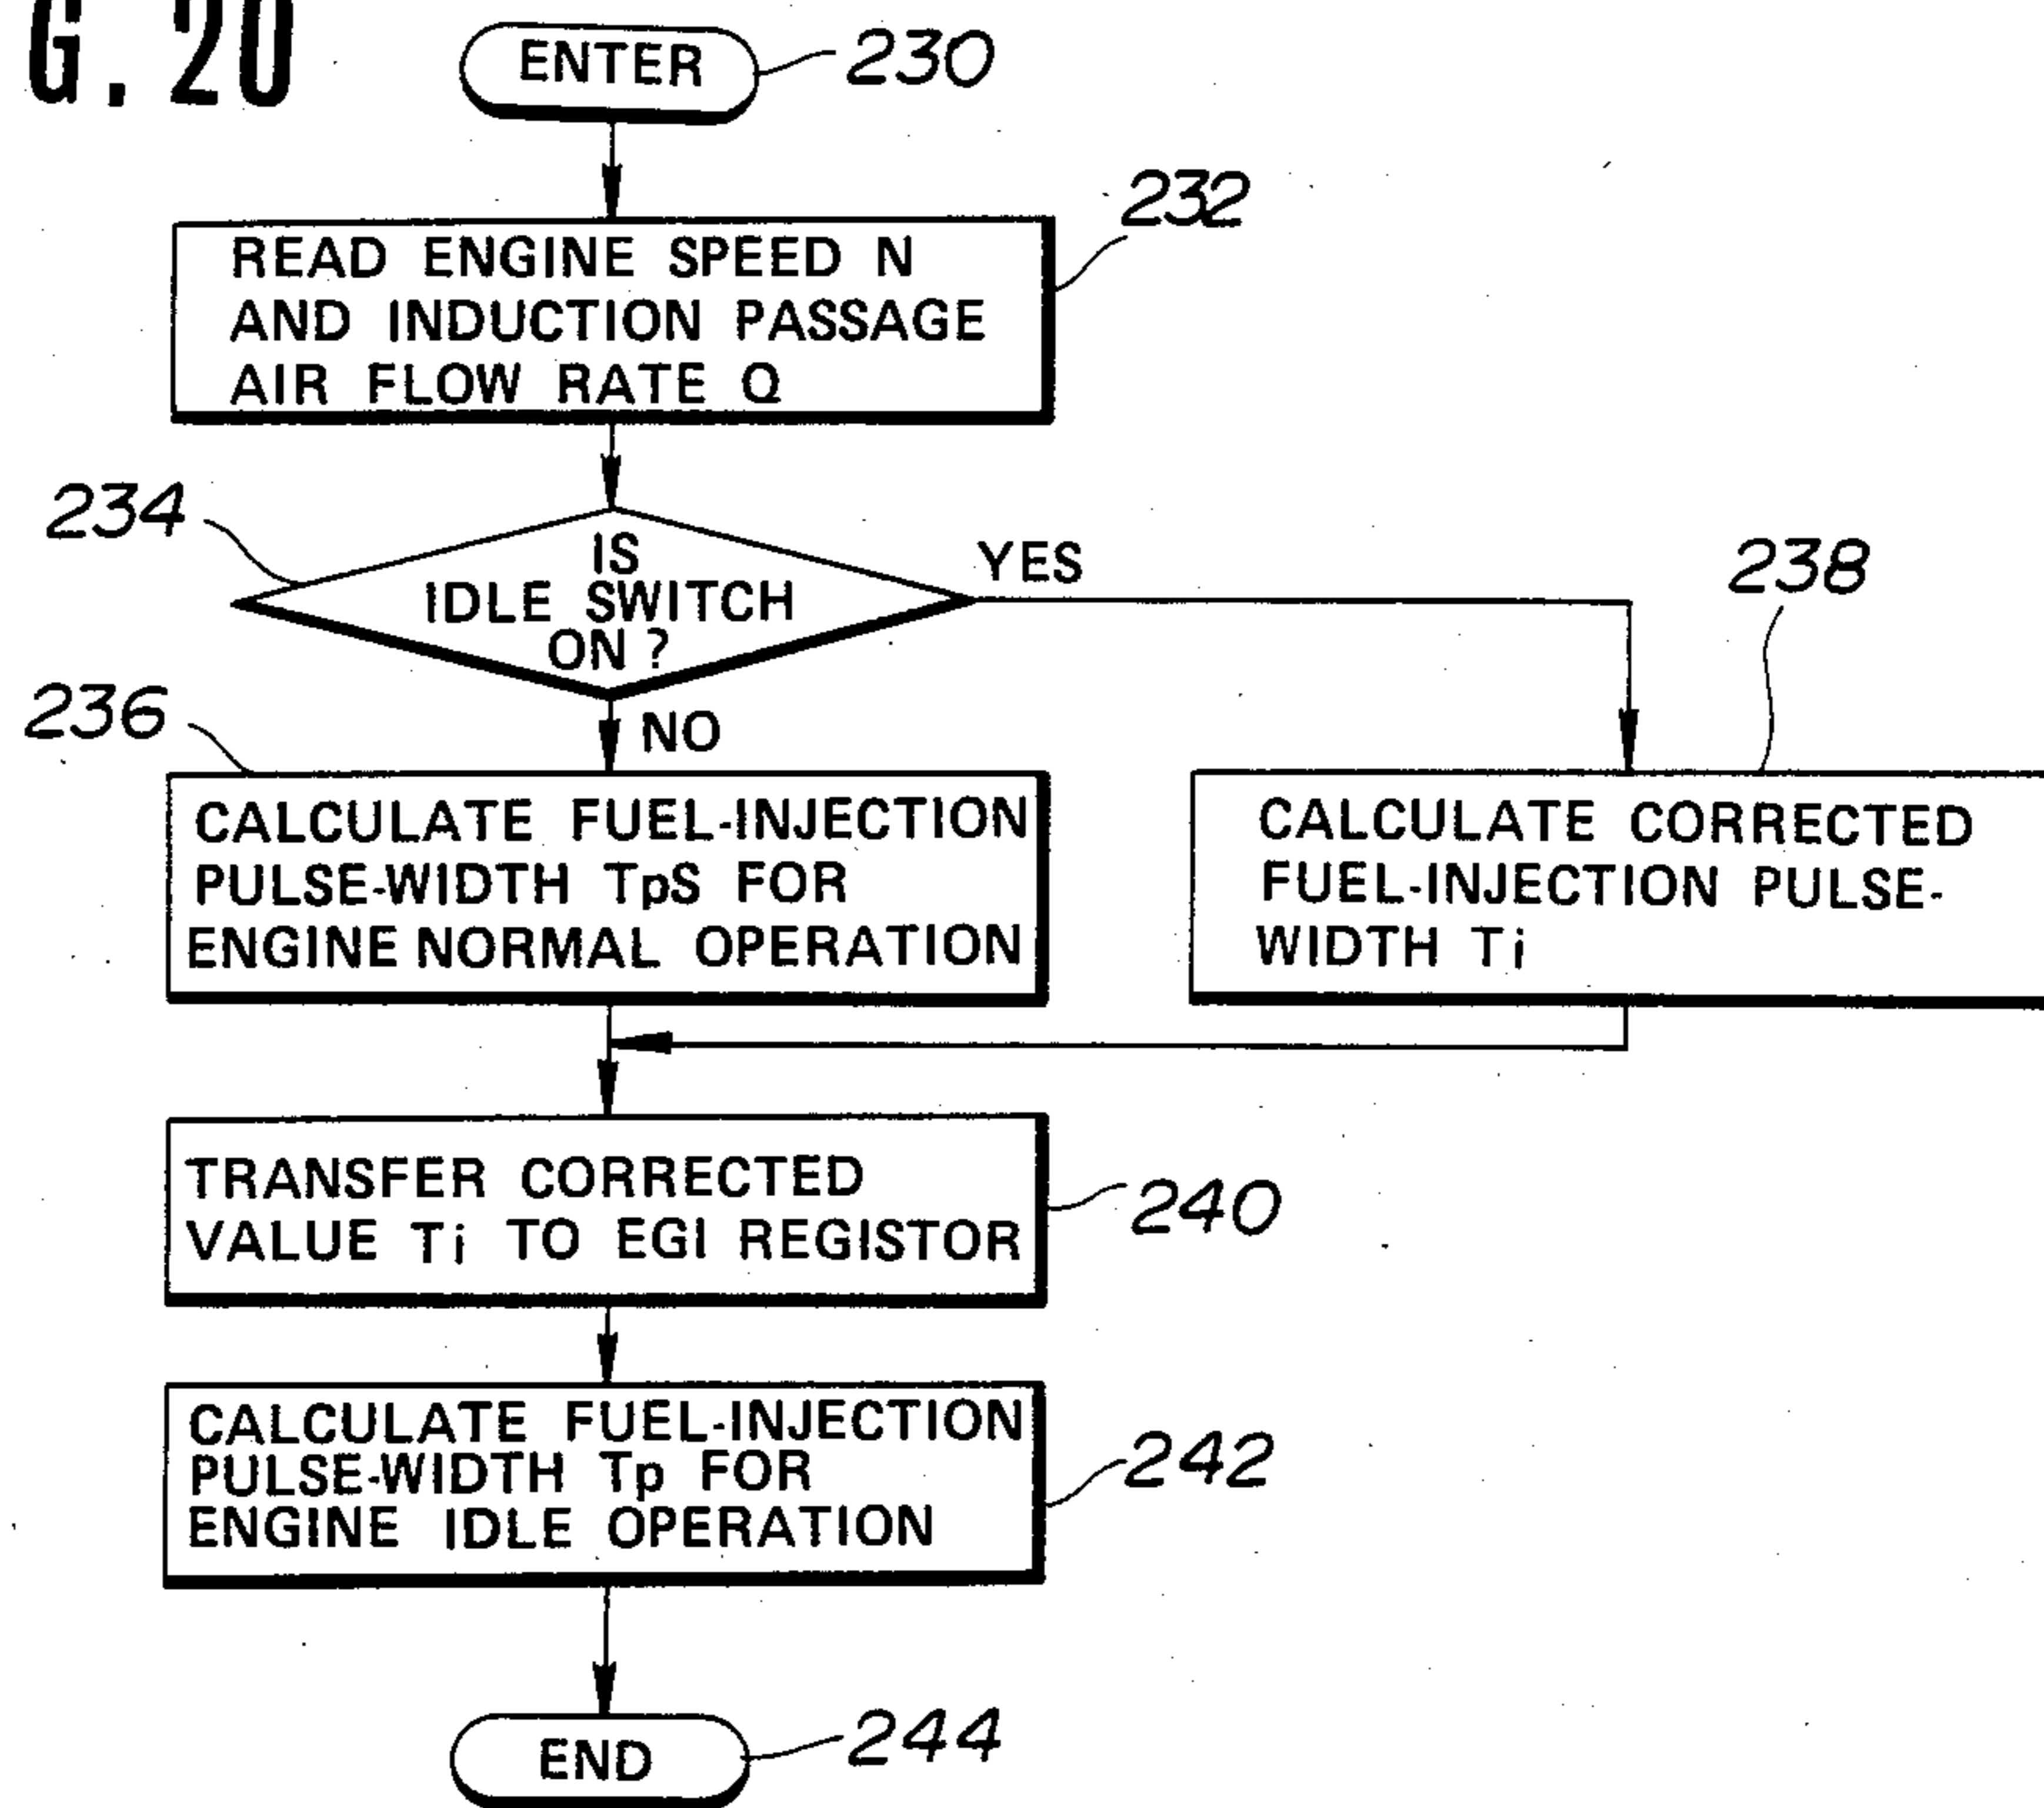 G. 20
ENTER
230
232
READ ENGINE SPEED N
AND INDUCTION PASSAGE
AIR FLOW RATE Q
234
IS
IDLE SWITCH
ON ?
YES
238
236
NO
CALCULATE FUEL-INJECTION
PULSE-WIDTH TpS FOR
ENGINE NORMAL OPERATION
CALCULATE CORRECTED
FUEL-INJECTION PULSE-
WIDTH Ti
TRANSFER CORRECTED
VALUE Ti TO EGI REGISTOR
240
CALCULATE FUEL-INJECTION
PULSE-WIDTH Tp FOR
ENGINE IDLE OPERATION
242
END
244